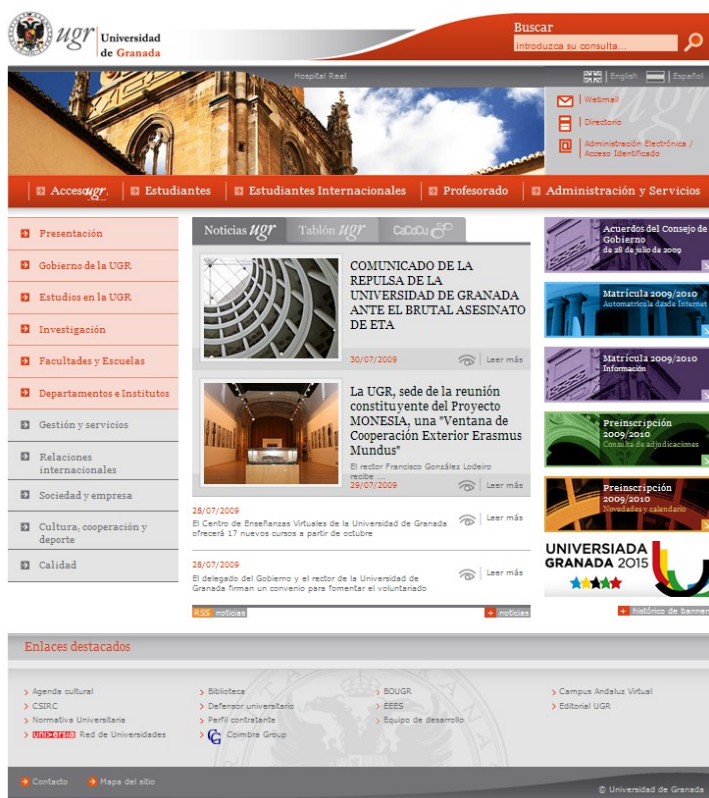 ugr
Universidad
de Granada
Buscar
introduzca su consulta...
Hospital Real
English
Español
Webmail
Directorio
Administración Electrónica /
Acceso Identificado
Accesougr.
Estudiantes
Estudiantes Internacionales
Profesorado
Administración y Servicios
Presentación
Gobierno de la UGR
Estudios en la UGR
Investigación
Facultades y Escuelas
Departamentos e Institutos
Gestión y servicios
Relaciones
internacionales
Sociedad y empresa
Cultura, cooperación y
deporte
Calidad
Noticias ugr
Tablón ugr
CaCoCu
COMUNICADO DE LA
REPULSA DE LA
UNIVERSIDAD DE GRANADA
ANTE EL BRUTAL ASESINATO
DE ETA
30/07/2009
Leer más
La UGR, sede de la reunión
constituyente del Proyecto
MONESIA, una "Ventana de
Cooperación Exterior Erasmus
Mundus"
El rector Francisco González Lodeiro
recibe ...
29/07/2009
Leer más
28/07/2009
El Centro de Enseñanzas Virtuales de la Universidad de Granada
ofrecerá 17 nuevos cursos a partir de octubre
Leer más
28/07/2009
El delegado del Gobierno y el rector de la Universidad de
Granada firman un convenio para fomentar el voluntariado
Leer más
RSS noticias
+ noticias
Acuerdos del Consejo de
Gobierno
de 28 de julio de 2009
Matrícula 2009/2010
Automatrícula desde Internet
Matrícula 2009/2010
Información
Preinscripción
2009/2010
Consulta de adjudicaciones
Preinscripción
2009/2010
Novedades y calendario
UNIVERSIADA
GRANADA 2015
+ histórico de banner
Enlaces destacados
Agenda cultural
CSIRC
Normativa Universitaria
universia Red de Universidades
Biblioteca
Defensor universitario
Perfil contratante
Coimbra Group
BOUGR
EEES
Equipo de desarrollo
Campus Andaluz Virtual
Editorial UGR
Contacto
Mapa del sitio
© Universidad de Granada